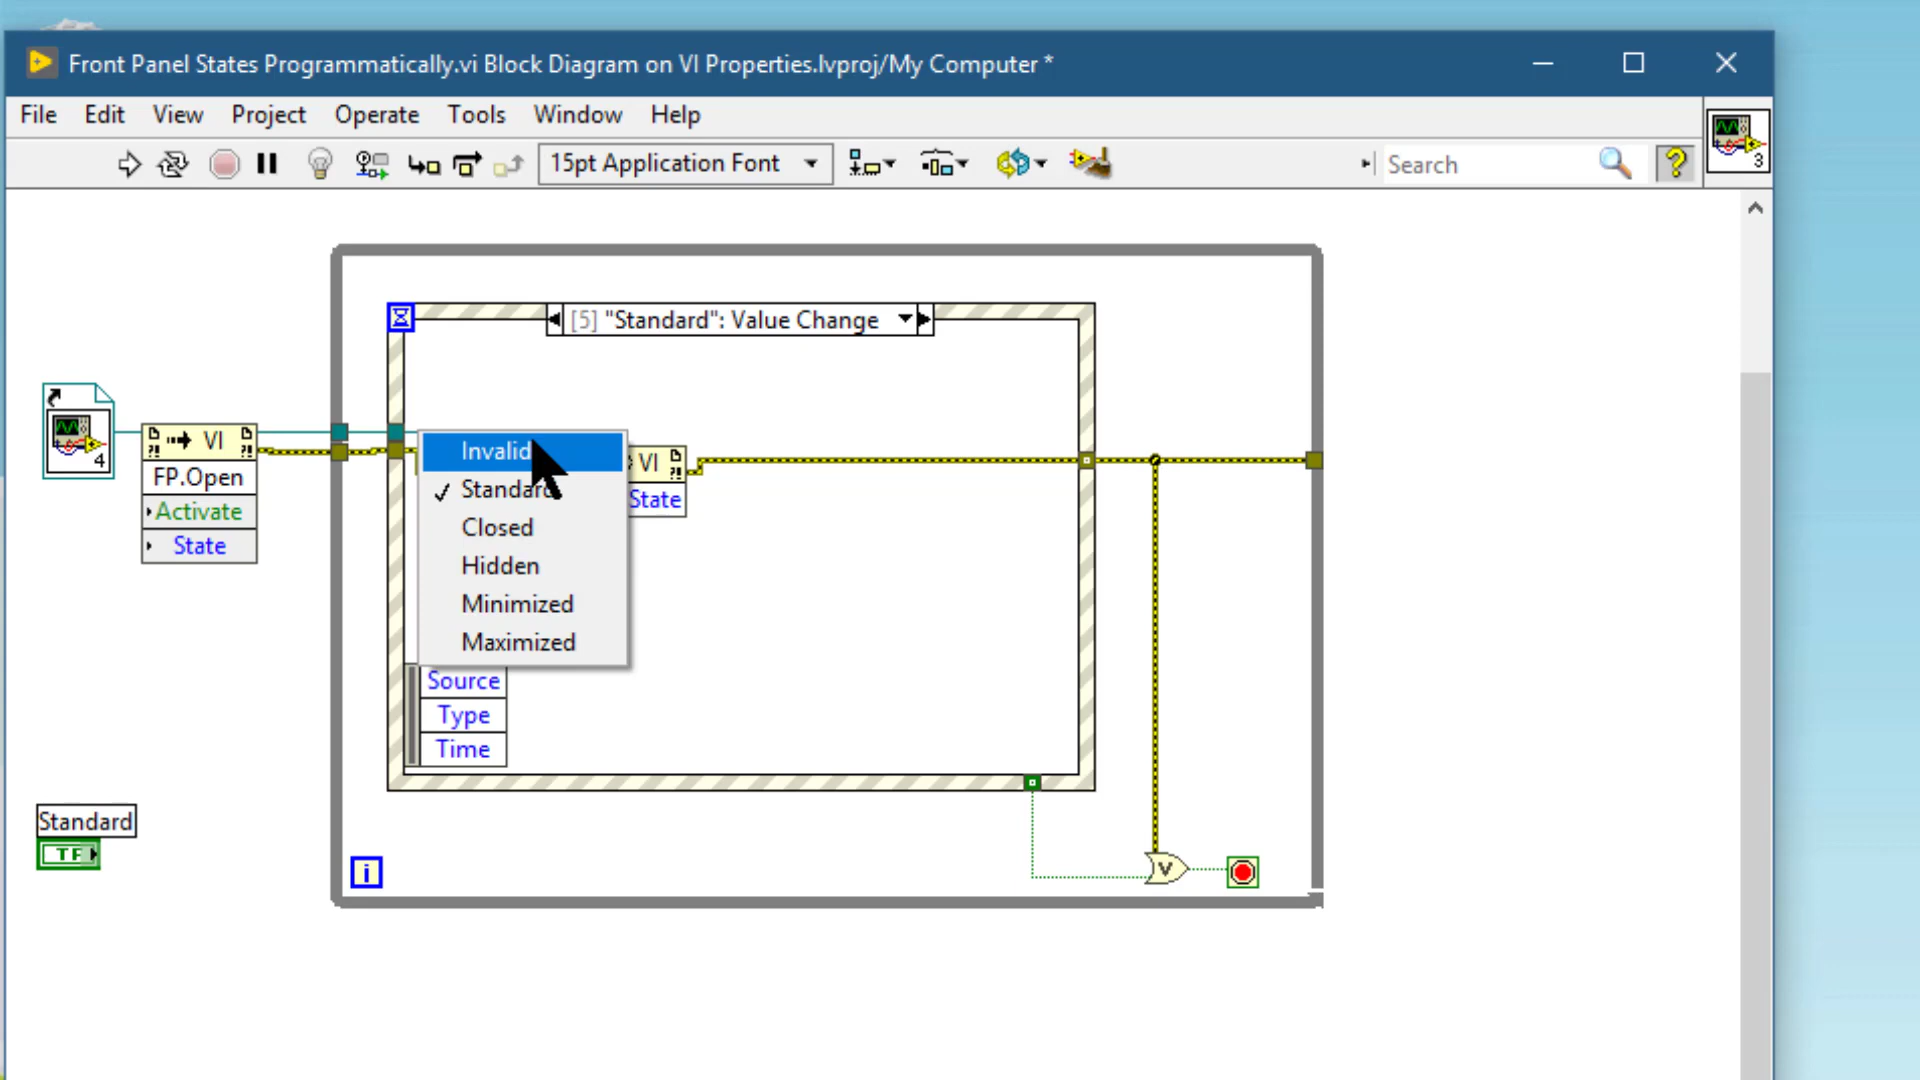 Front Panel States Programmatically.vi Block Diagram on VI Properties.lvproj/My Computer *
File Edit View Project Operate Tools Window Help
15pt Application Font
Search
?
3
[5] "Standard": Value Change
4
VI
FP.Open
Activate
State
Invalid
Standard
Closed
Hidden
Minimized
Maximized
VI
State
Source
Type
Time
Standard
TF
i
V